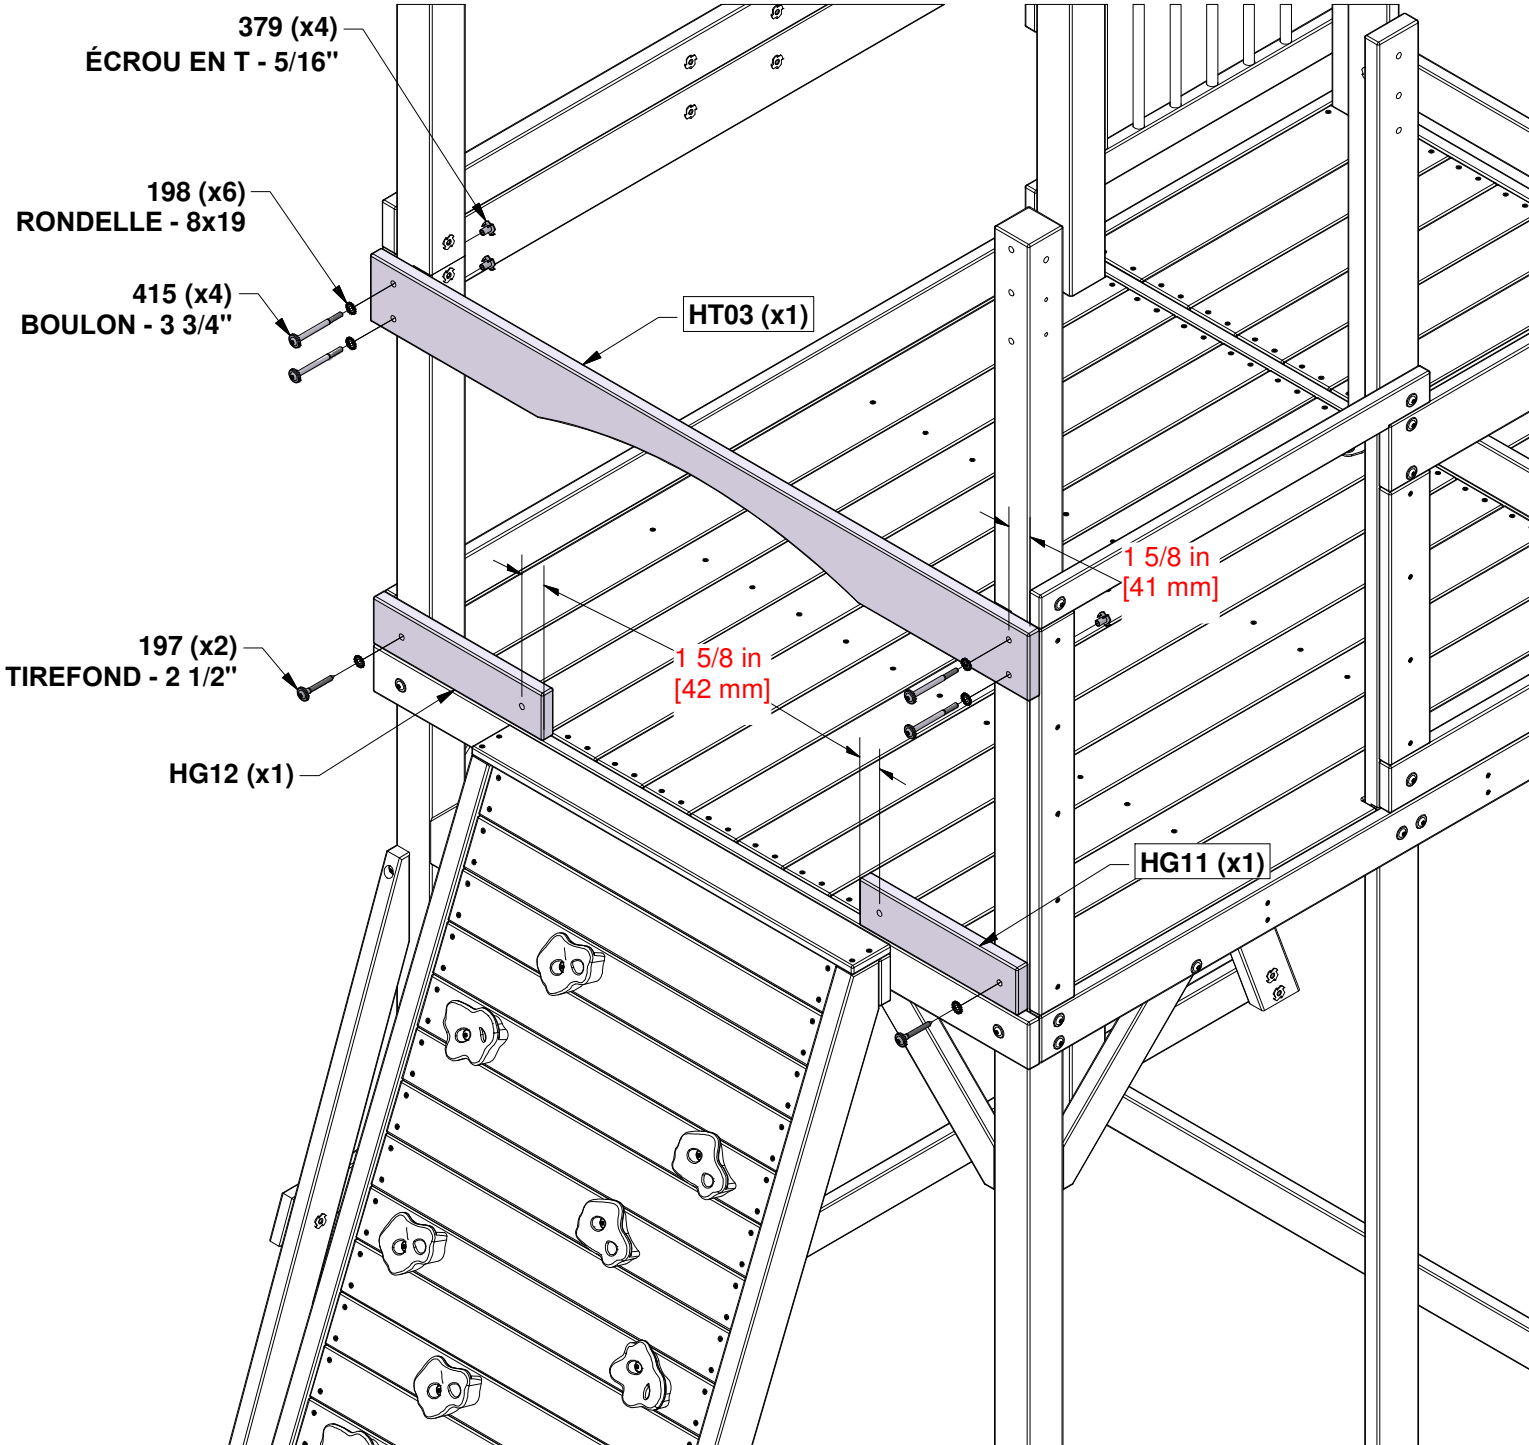 379 (x4)
ÉCROU EN T - 5/16"
198 (x6)
RONDELLE - 8x19
415 (x4)
BOULON - 3 3/4"
HT03 (x1)
1 5/8 in
[41 mm]
197 (x2)
TIREFOND - 2 1/2"
1 5/8 in
[42 mm]
HG12 (x1)
HG11 (x1)